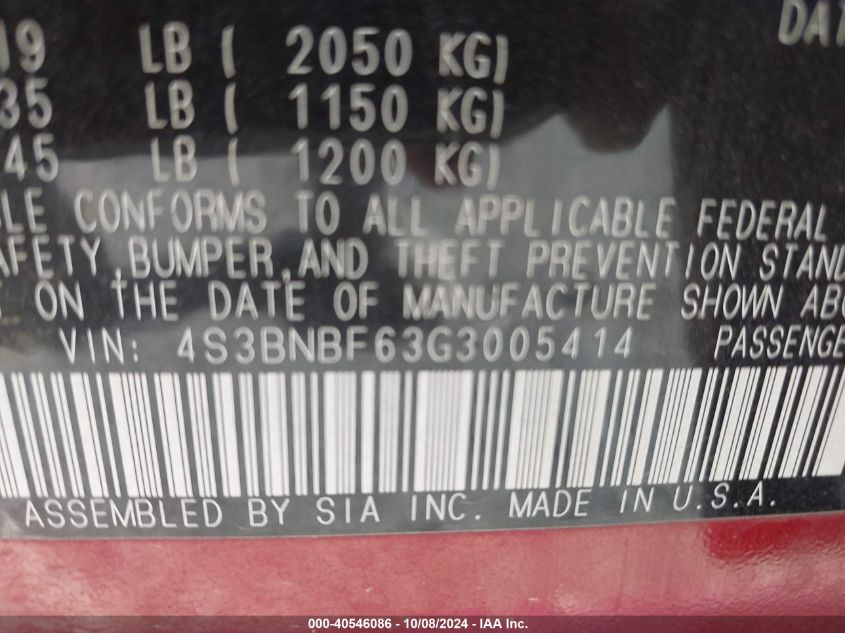 19 LB ( 2050 KG)
35 LB ( 1150 KG)
45 LB ( 1200 KG)
LE CONFORMS TO ALL APPLICABLE FEDERAL
AFETY, BUMPER, AND THEFT PREVENTION STAND
ON THE DATE OF MANUFACTURE SHOWN ABO
VIN: 4S3BNBF63G3005414 PASSENGE
ASSEMBLED BY SIA INC. MADE IN U.S.A.
000-40546086 - 10/08/2024 - IAA Inc.